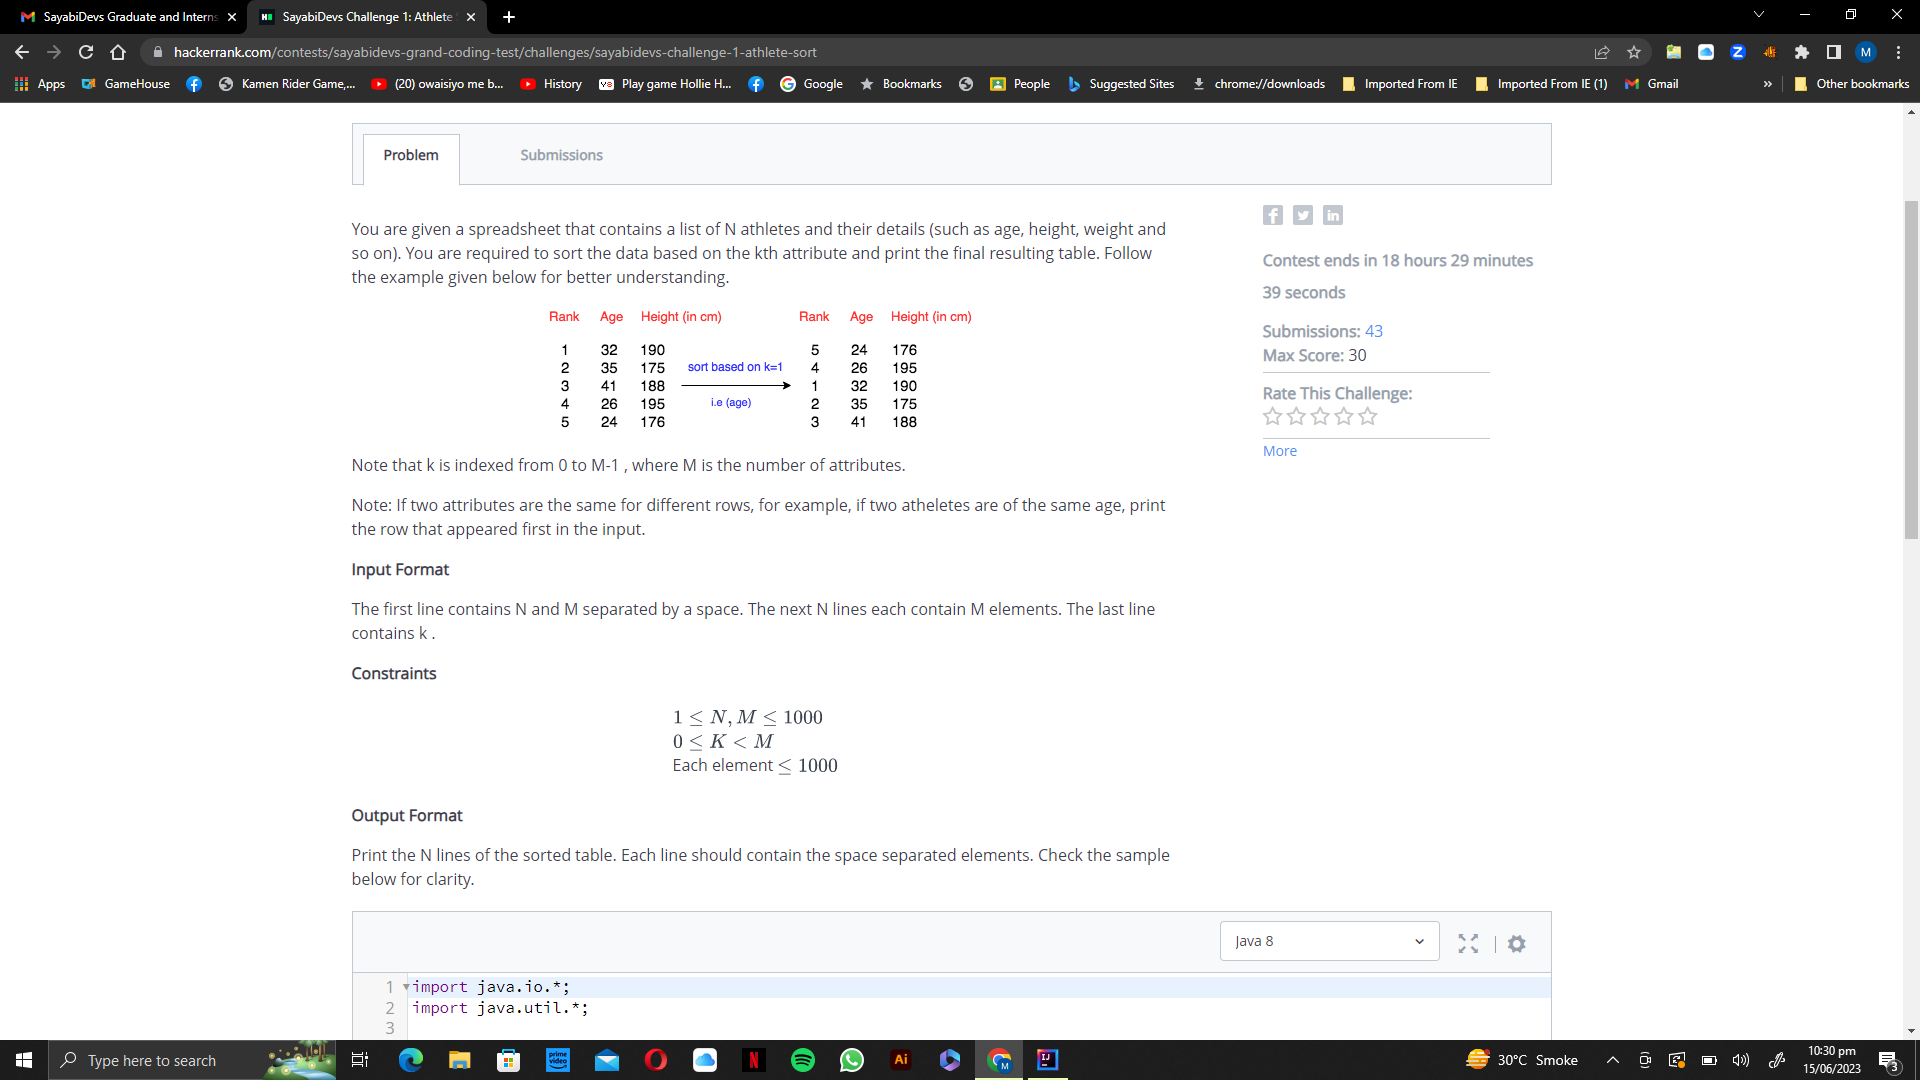 SayabiDevs Graduate and Interns
SayabiDevs Challenge 1: Athlete S
hackerrank.com/contests/sayabidevs-grand-coding-test/challenges/sayabidevs-challenge-1-athlete-sort
M
Apps GameHouse Kamen Rider Game,... (20) owaisiyo me b... History Play game Hollie H... Google Bookmarks People Suggested Sites chrome://downloads Imported From IE Imported From IE (1) Gmail » Other bookmarks
Problem Submissions
You are given a spreadsheet that contains a list of N athletes and their details (such as age, height, weight and
so on). You are required to sort the data based on the kth attribute and print the final resulting table. Follow
the example given below for better understanding.
Rank Age Height (in cm) Rank Age Height (in cm)
1 32 190 5 24 176
2 35 175 sort based on k=1 4 26 195
3 41 188 1 32 190
4 26 195 i.e (age) 2 35 175
5 24 176 3 41 188
Note that k is indexed from 0 to M-1 , where M is the number of attributes.
Note: If two attributes are the same for different rows, for example, if two atheletes are of the same age, print
the row that appeared first in the input.
Input Format
The first line contains N and M separated by a space. The next N lines each contain M elements. The last line
contains k .
Constraints
1 ≤ N, M ≤ 1000
0 ≤ K < M
Each element ≤ 1000
Output Format
Print the N lines of the sorted table. Each line should contain the space separated elements. Check the sample
below for clarity.
Contest ends in 18 hours 29 minutes
39 seconds
Submissions: 43
Max Score: 30
Rate This Challenge:
More
Java 8
1 import java.io.*;
2 import java.util.*;
3
Type here to search
prime video
N
Ai
M
IJ
30°C Smoke
10:30 pm
15/06/2023
3